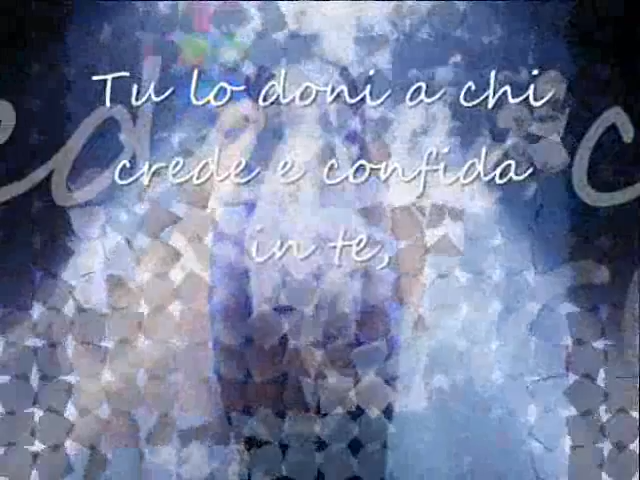 Tu lo doni a chi
crede e confida
in te,